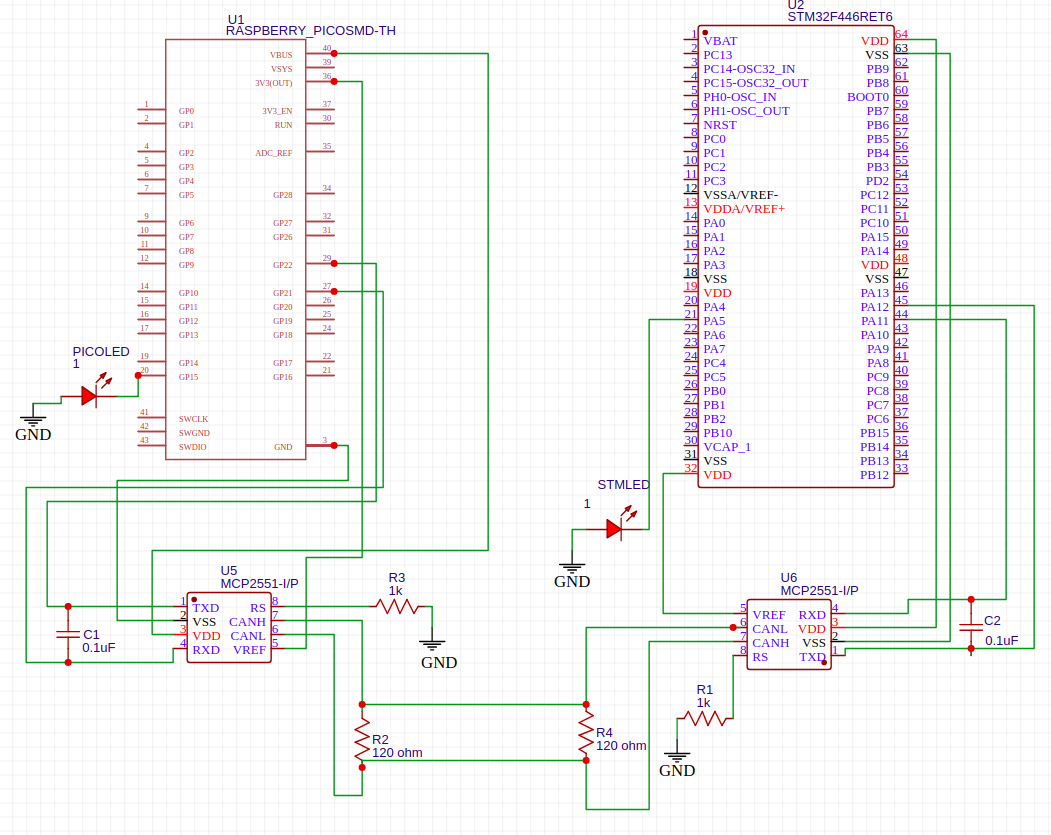 U1
RASPBERRY_PICOSMD-TH
VBUS 40
VSYS 39
3V3(OUT) 36
1 GP0 3V3_EN 37
2 GP1 RUN 30
4 GP2 ADC_REF 35
5 GP3
6 GP4
7 GP5 GP28 34
9 GP6 GP27 32
10 GP7 GP26 31
11 GP8
12 GP9 GP22 29
14 GP10 GP21 27
15 GP11 GP20 26
16 GP12 GP19 25
17 GP13 GP18 24
19 GP14 GP17 22
20 GP15 GP16 21
41 SWCLK
42 SWGND
43 SWDIO GND 3
PICOLED
1
GND
U2
STM32F446RET6
1 VBAT VDD 64
2 PC13 VSS 63
3 PC14-OSC32_IN PB9 62
4 PC15-OSC32_OUT PB8 61
5 PH0-OSC_IN BOOT0 60
6 PH1-OSC_OUT PB7 59
7 NRST PB6 58
8 PC0 PB5 57
9 PC1 PB4 56
10 PC2 PB3 55
11 PC3 PD2 54
12 VSSA/VREF- PC12 53
13 VDDA/VREF+ PC11 52
14 PA0 PC10 51
15 PA1 PA15 50
16 PA2 PA14 49
17 PA3 VDD 48
18 VSS VSS 47
19 VDD PA13 46
20 PA4 PA12 45
21 PA5 PA11 44
22 PA6 PA10 43
23 PA7 PA9 42
24 PC4 PA8 41
25 PC5 PC9 40
26 PB0 PC8 39
27 PB1 PC7 38
28 PB2 PC6 37
29 PB10 PB15 36
30 VCAP_1 PB14 35
31 VSS PB13 34
32 VDD PB12 33
STMLED
1
GND
U5
MCP2551-I/P
1 TXD RS 8
2 VSS CANH 7
3 VDD CANL 6
4 RXD VREF 5
C1
0.1uF
R3
1k
GND
U6
MCP2551-I/P
5 VREF RXD 4
6 CANL VDD 3
7 CANH VSS 2
8 RS TXD 1
C2
0.1uF
R1
1k
GND
R2
120 ohm
R4
120 ohm